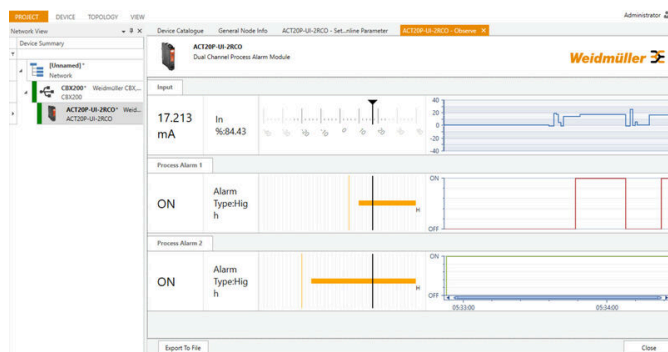 PROJECT DEVICE TOPOLOGY VIEW Administrator
Network View Device Catalogue General Node Info ACT20P-UI-2RCO - Set...nline Parameter ACT20P-UI-2RCO - Observe X
Device Summary
[Unnamed]*
Network
CBX200* Weidmüller CBX...
CBX200
ACT20P-UI-2RCO* Weid...
ACT20P-UI-2RCO
ACT20P-UI-2RCO
Dual Channel Process Alarm Module
Weidmüller
Input
17.213
mA
In
%:84.43
40
20
0
-20
-40
Process Alarm 1
ON
Alarm
Type:Hig
h
H
ON
OFF
Process Alarm 2
ON
Alarm
Type:Hig
h
H
ON
OFF
05:33:00 05:34:00
Export To File Close